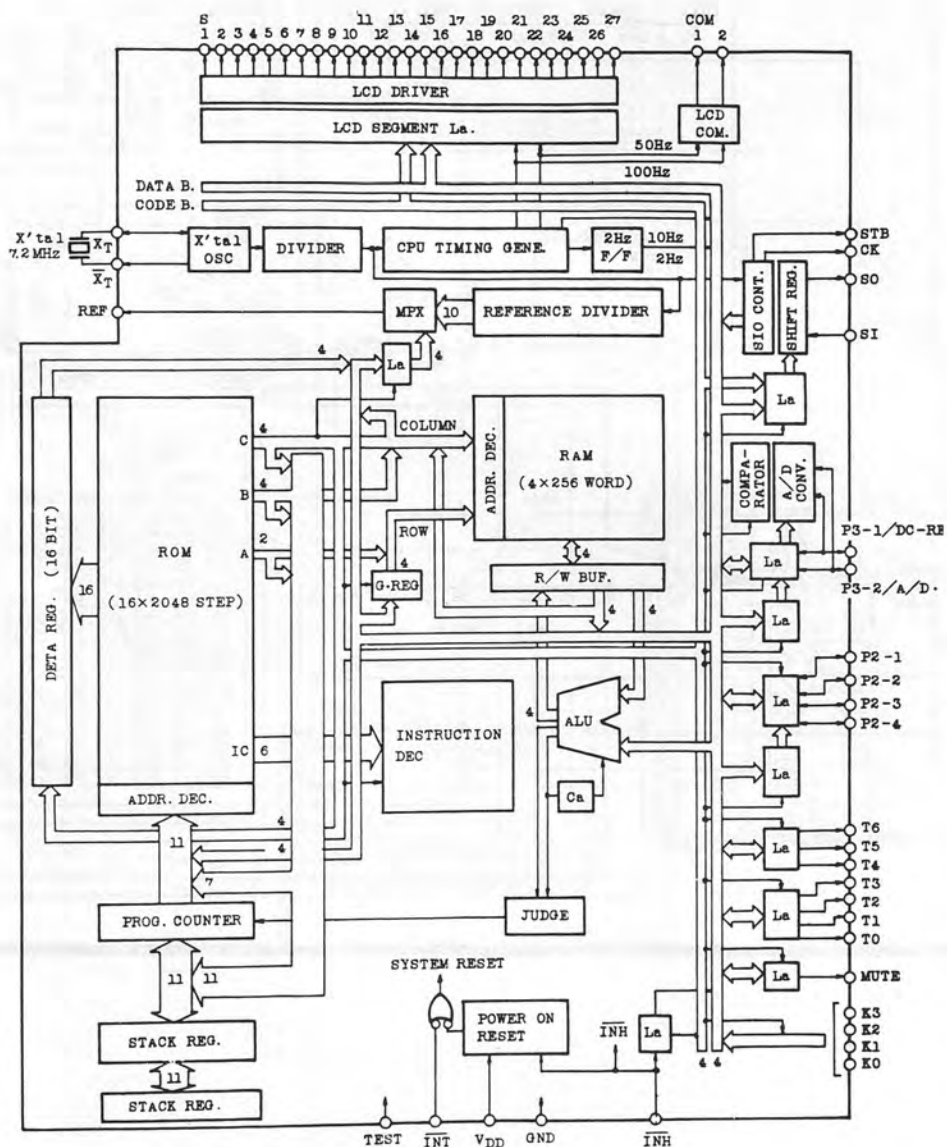 S 11 13 15 17 19 21 23 25 27 COM
1 2 3 4 5 6 7 8 9 10 12 14 16 18 20 22 24 26 1 2
LCD DRIVER
LCD SEGMENT La.
LCD COM.
50Hz
100Hz
DATA B.
CODE B.
X'tal
7.2MHz
XT
X̅T̅
X'tal OSC
DIVIDER
CPU TIMING GENE.
2Hz F/F
10Hz
2Hz
STB
CK
SO
SI
SIO CONT.
SHIFT REG.
REF
MPX
10
REFERENCE DIVIDER
4
La
4
La
DETA REG. (16 BIT)
16
ROM
(16×2048 STEP)
C 4
B 4
A 2
IC 6
ADDR. DEC.
COLUMN
ROW
4
G-REG
ADDR. DEC.
RAM
(4×256 WORD)
4
R/W BUF.
4
4
COMPARATOR
A/D CONV.
P3-1/DC-RE
P3-2/A/D.
La
La
INSTRUCTION DEC
4
ALU
Ca
P2-1
P2-2
P2-3
P2-4
La
La
4
4
11
7
PROG. COUNTER
JUDGE
T6
T5
T4
La
T3
T2
T1
T0
La
MUTE
La
11
11
STACK REG.
11
STACK REG.
SYSTEM RESET
POWER ON RESET
I̅N̅H̅
La
4 4
K3
K2
K1
K0
TEST
I̅N̅T̅
VDD
GND
I̅N̅H̅